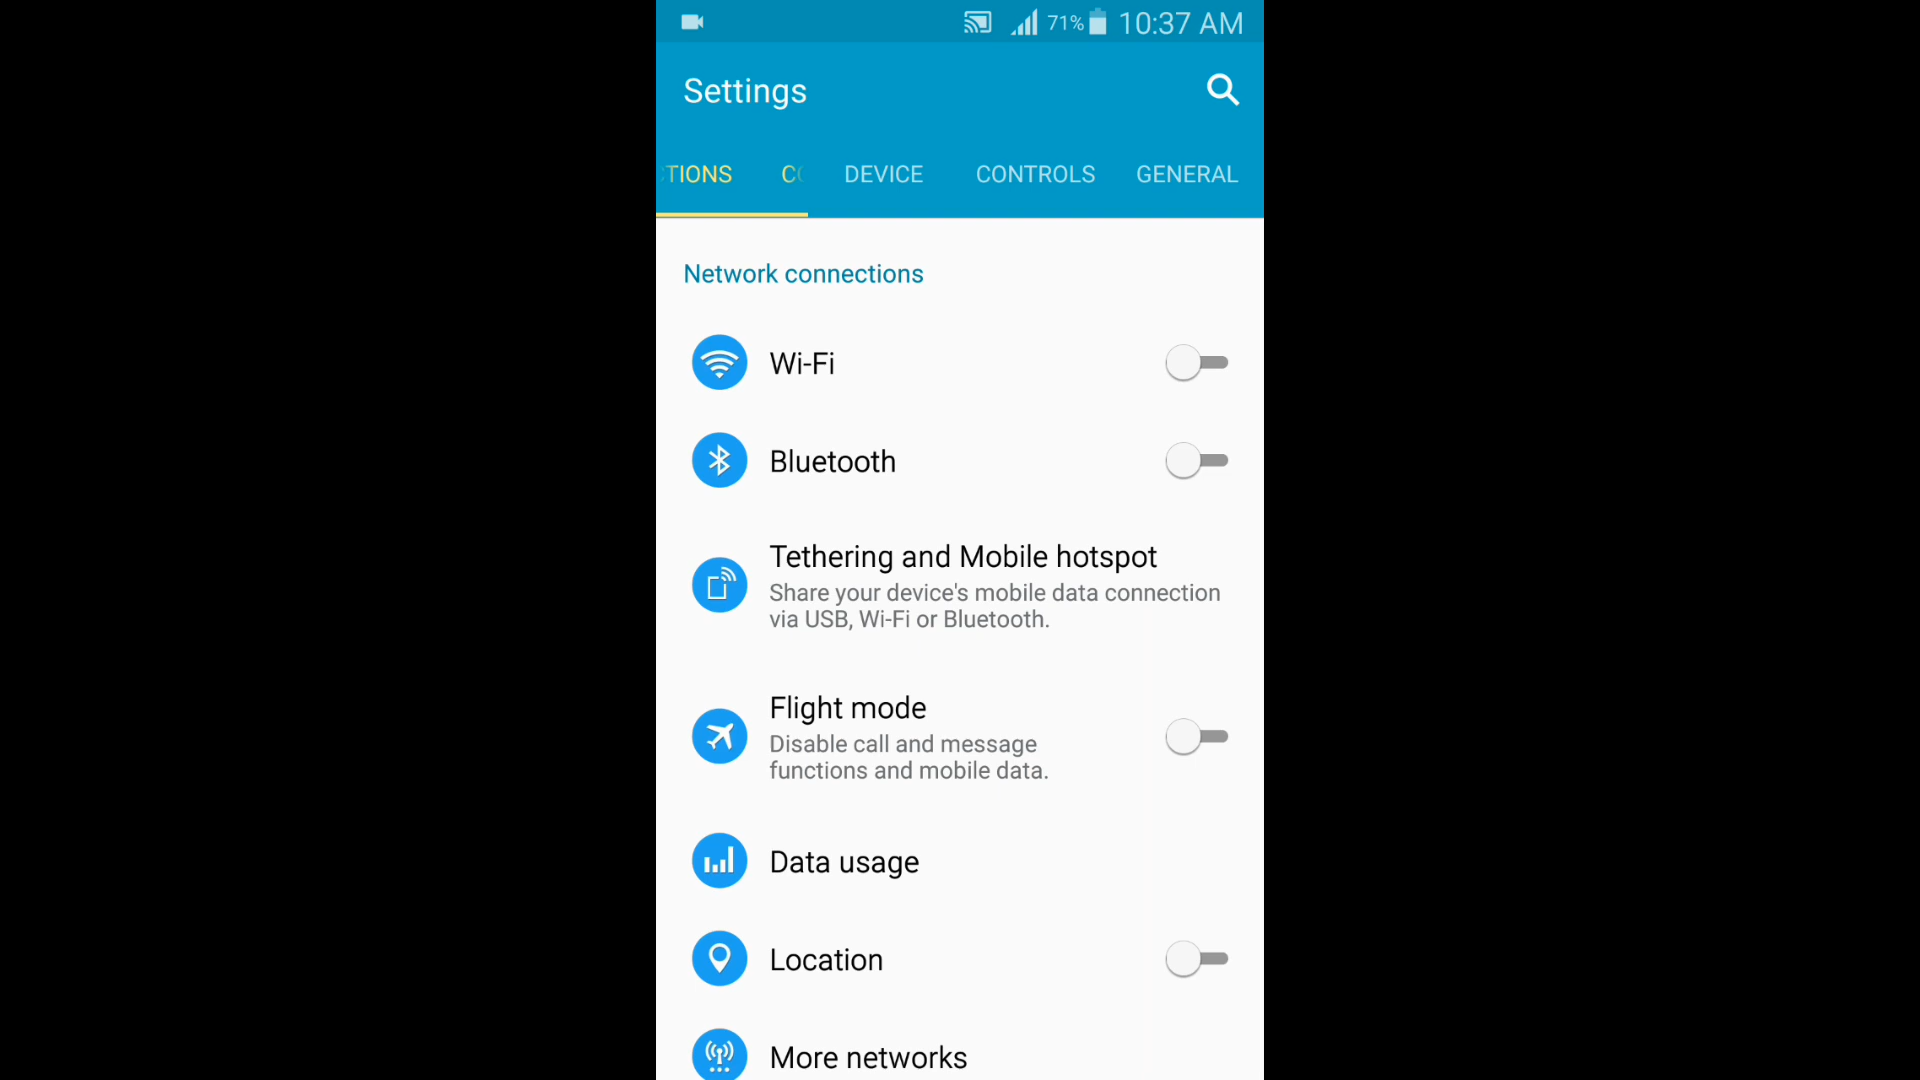 71% 10:37 AM
Settings
TIONS CO DEVICE CONTROLS GENERAL
Network connections
Wi-Fi
Bluetooth
Tethering and Mobile hotspot
Share your device's mobile data connection
via USB, Wi-Fi or Bluetooth.
Flight mode
Disable call and message
functions and mobile data.
Data usage
Location
More networks